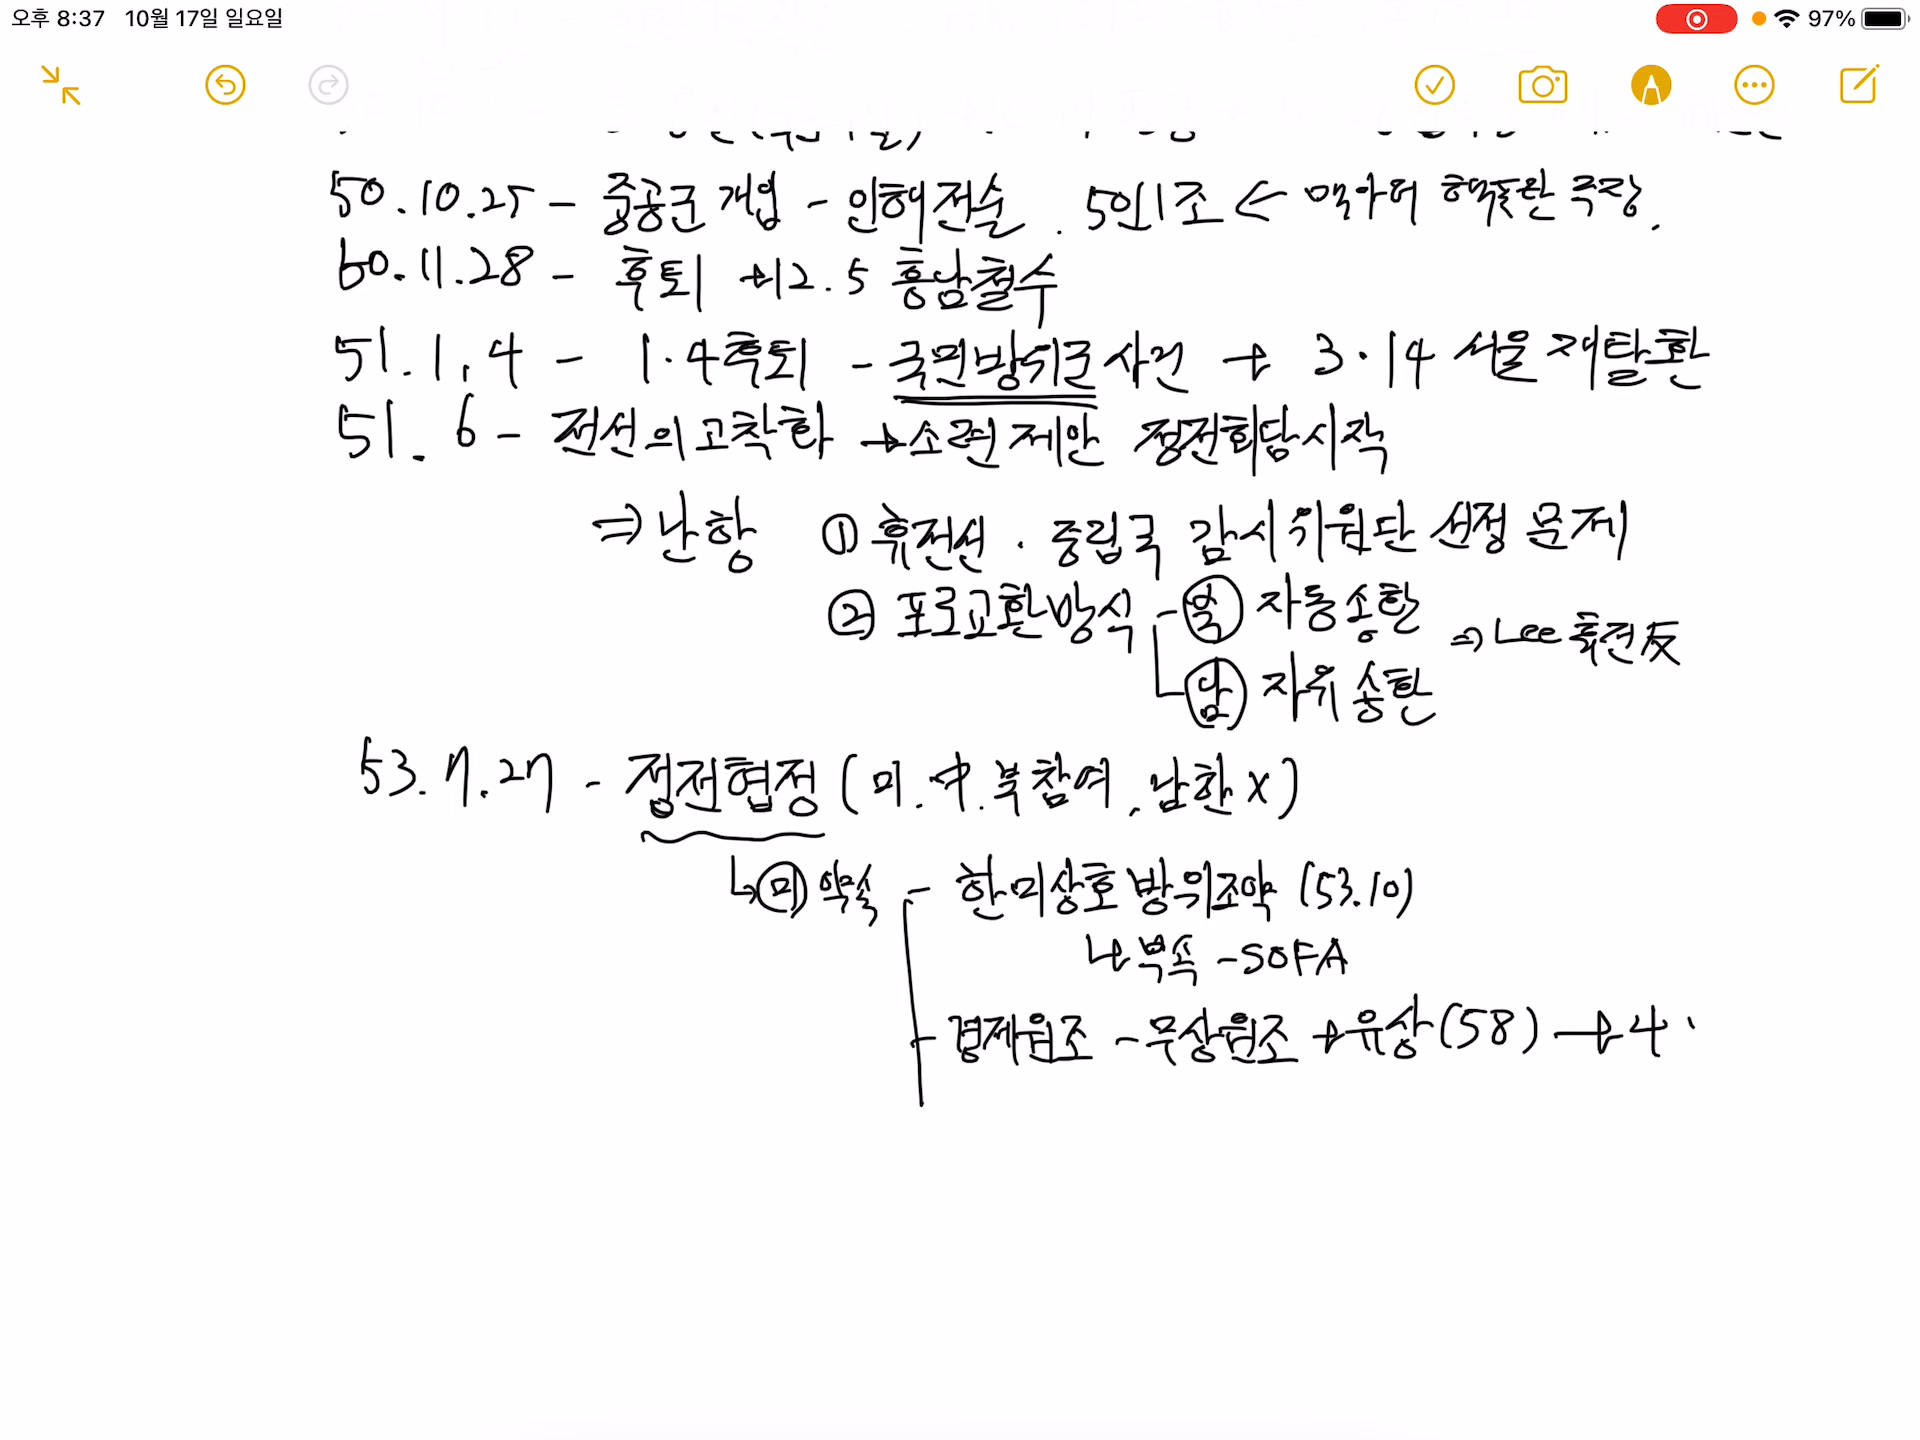 오후 8:37 10월 17일 일요일 97%
50.10.25 - 중공군 개입 - 인해전술. 5인1조 ← 맥아더 핵폭탄 주장.
50.11.28 - 후퇴 → 12.5 흥남철수
51.1.4 - 1.4후퇴 - 국민방위군 사건 → 3.14 서울 재탈환
51.6 - 전선의 고착화 → 소련 제안 정전회담 시작
⇒ 난항 ① 휴전선·중립국 감시위원단 선정 문제
② 포로교환방식 - 북 자동송환
⇒ Lee 휴전 反
남 자유송환
53.7.27 - 정전협정 (미.中.북 참여, 남한 x)
↳ 미 약속 - 한미상호방위조약 (53.10)
↳ 부속 - SOFA
- 경제원조 - 무상원조 → 유상(58) → 4